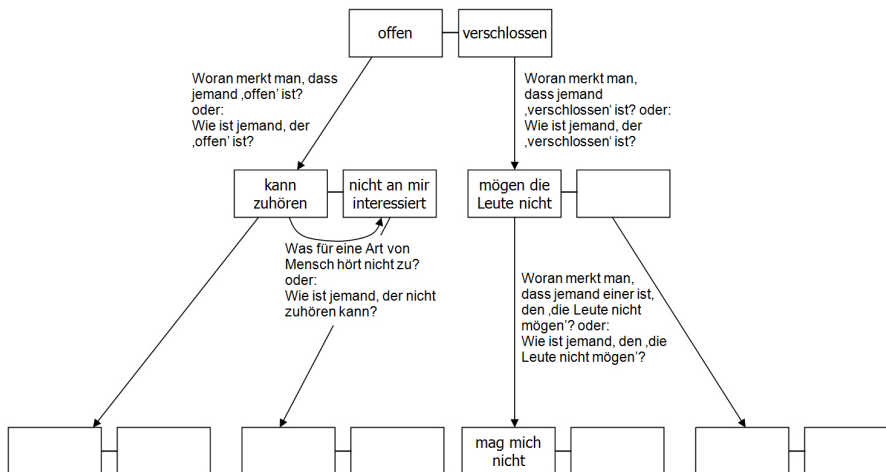 offen
verschlossen
Woran merkt man, dass
jemand ‚offen’ ist?
oder:
Wie ist jemand, der
‚offen’ ist?
Woran merkt man,
dass jemand
‚verschlossen‘ ist? oder:
Wie ist jemand, der
‚verschlossen‘ ist?
kann
zuhören
nicht an mir
interessiert
mögen die
Leute nicht
Was für eine Art von
Mensch hört nicht zu?
oder:
Wie ist jemand, der nicht
zuhören kann?
Woran merkt man,
dass jemand einer ist,
den ‚die Leute nicht
mögen’? oder:
Wie ist jemand, den ‚die
Leute nicht mögen’?
mag mich
nicht